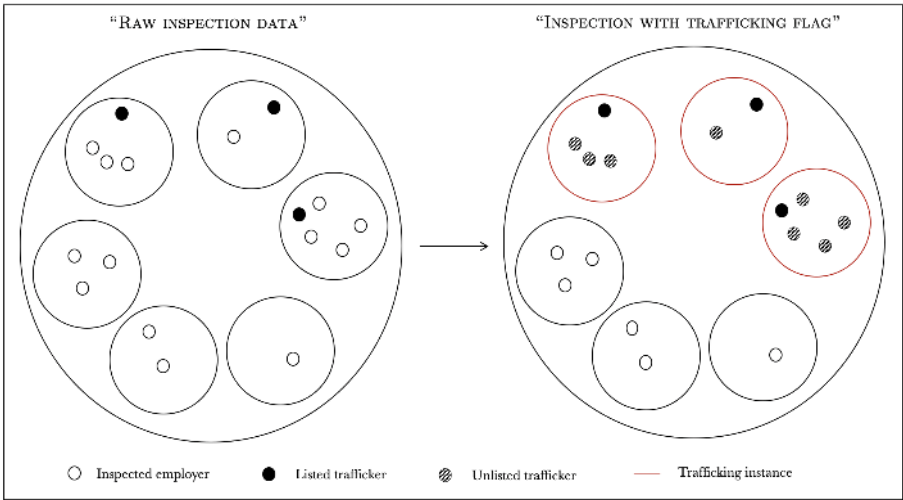 “Raw inspection data”
“Inspection with trafficking flag”
Inspected employer
Listed trafficker
Unlisted trafficker
Trafficking instance